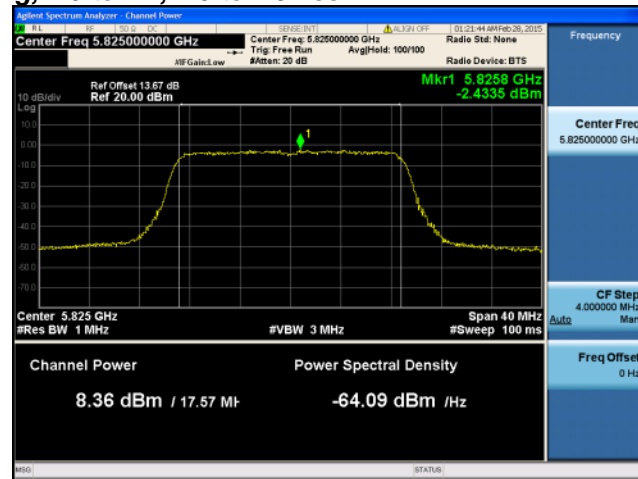 Agilent Spectrum Analyzer - Channel Power
RL RF 50 Ω DC SENSE:INT ALIGN OFF 01:21:44 AM Feb 28, 2015
Center Freq 5.825000000 GHz
Center Freq: 5.825000000 GHz
Radio Std: None
Trig: Free Run Avg|Hold: 100/100
#IFGain:Low #Atten: 20 dB Radio Device: BTS
Frequency
Mkr1 5.8258 GHz
-2.4335 dBm
Ref Offset 13.67 dB
10 dB/div Ref 20.00 dBm
Log
10.0
0.00
-10.0
-20.0
-30.0
-40.0
-50.0
-60.0
-70.0
1
Center 5.825 GHz Span 40 MHz
#Res BW 1 MHz #VBW 3 MHz #Sweep 100 ms
Channel Power Power Spectral Density
8.36 dBm / 17.57 MH -64.09 dBm /Hz
Center Freq
5.825000000 GHz
CF Step
4.000000 MHz
Auto Man
Freq Offset
0 Hz
MSG STATUS